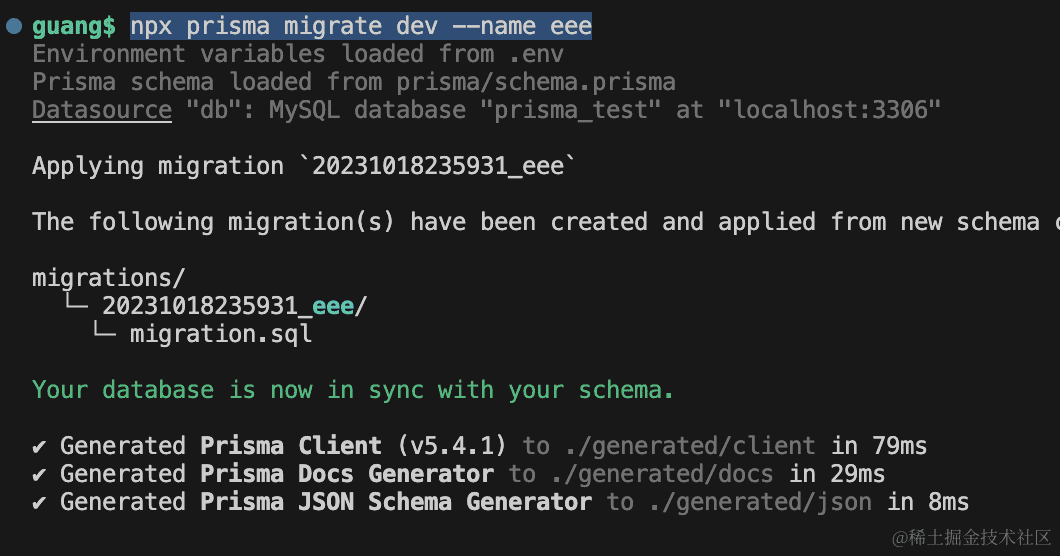 guang$ npx prisma migrate dev --name eee
Environment variables loaded from .env
Prisma schema loaded from prisma/schema.prisma
Datasource "db": MySQL database "prisma_test" at "localhost:3306"
Applying migration `20231018235931_eee`
The following migration(s) have been created and applied from new schema
migrations/
└─ 20231018235931_eee/
└─ migration.sql
Your database is now in sync with your schema.
✔ Generated Prisma Client (v5.4.1) to ./generated/client in 79ms
✔ Generated Prisma Docs Generator to ./generated/docs in 29ms
✔ Generated Prisma JSON Schema Generator to ./generated/json in 8ms
@稀土掘金技术社区